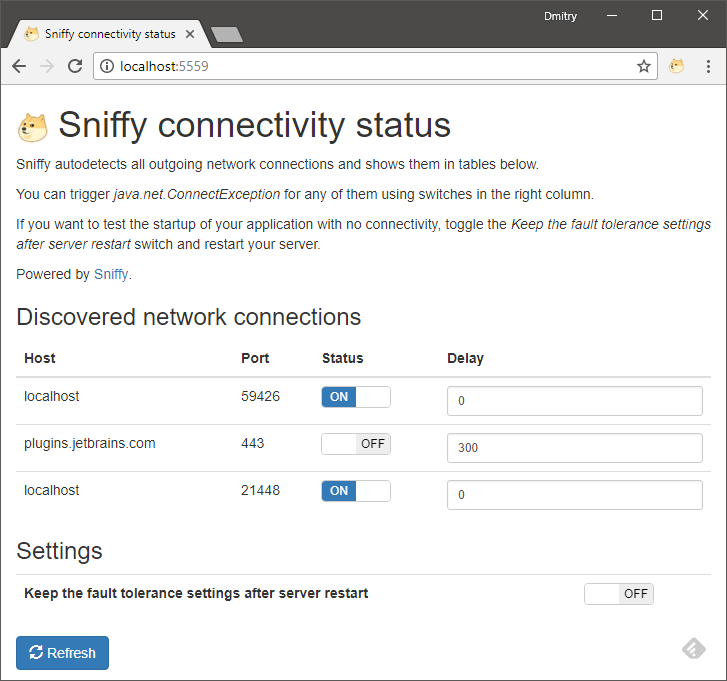 Dmitry
Sniffy connectivity status
localhost:5559
Sniffy connectivity status
Sniffy autodetects all outgoing network connections and shows them in tables below.
You can trigger java.net.ConnectException for any of them using switches in the right column.
If you want to test the startup of your application with no connectivity, toggle the Keep the fault tolerance settings
after server restart switch and restart your server.
Powered by Sniffy.
Discovered network connections
Host Port Status Delay
localhost 59426 ON 0
plugins.jetbrains.com 443 OFF 300
localhost 21448 ON 0
Settings
Keep the fault tolerance settings after server restart OFF
Refresh